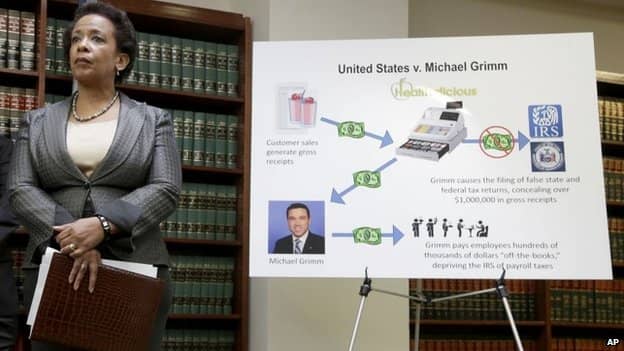 United States v. Michael Grimm
Healthalicious
Customer sales
generate gross
receipts
IRS
Grimm causes the filing of false state and
federal tax returns, concealing over
$1,000,000 in gross receipts
Michael Grimm
Grimm pays employees hundreds of
thousands of dollars "off-the-books,"
depriving the IRS of payroll taxes
AP